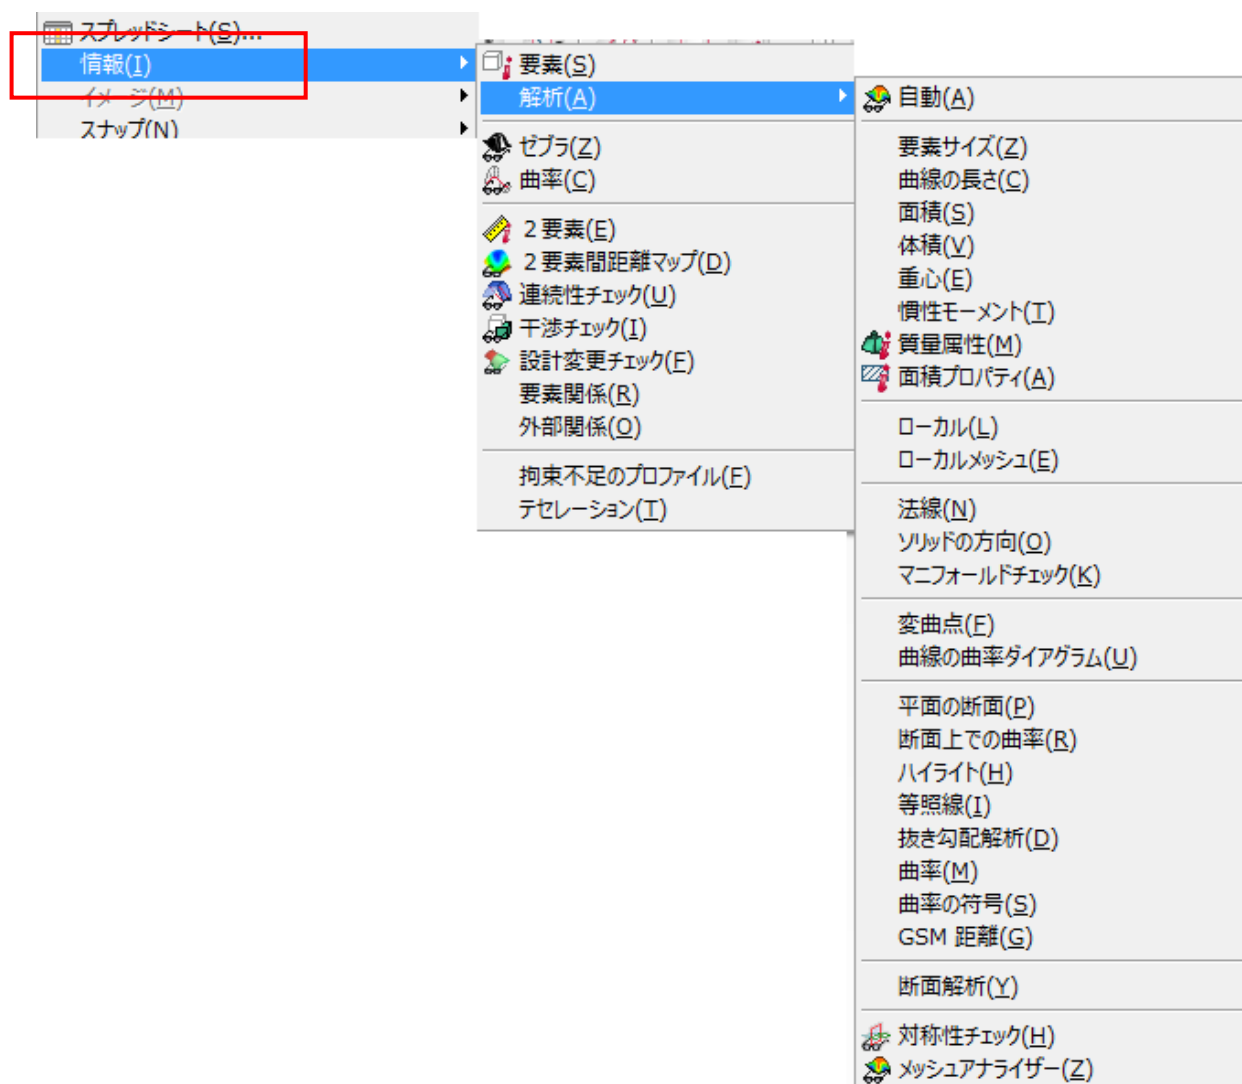 スプレッドシート(S)...
情報(I)
イメージ(M)
スナップ(N)
要素(S)
解析(A)
ゼブラ(Z)
曲率(C)
２要素(E)
２要素間距離マップ(D)
連続性チェック(U)
干渉チェック(I)
設計変更チェック(F)
要素関係(R)
外部関係(O)
拘束不足のプロファイル(F)
テセレーション(T)
自動(A)
要素サイズ(Z)
曲線の長さ(C)
面積(S)
体積(V)
重心(E)
慣性モーメント(T)
質量属性(M)
面積プロパティ(A)
ローカル(L)
ローカルメッシュ(E)
法線(N)
ソリッドの方向(O)
マニフォールドチェック(K)
変曲点(F)
曲線の曲率ダイアグラム(U)
平面の断面(P)
断面上での曲率(R)
ハイライト(H)
等照線(I)
抜き勾配解析(D)
曲率(M)
曲率の符号(S)
GSM 距離(G)
断面解析(Y)
対称性チェック(H)
メッシュアナライザー(Z)